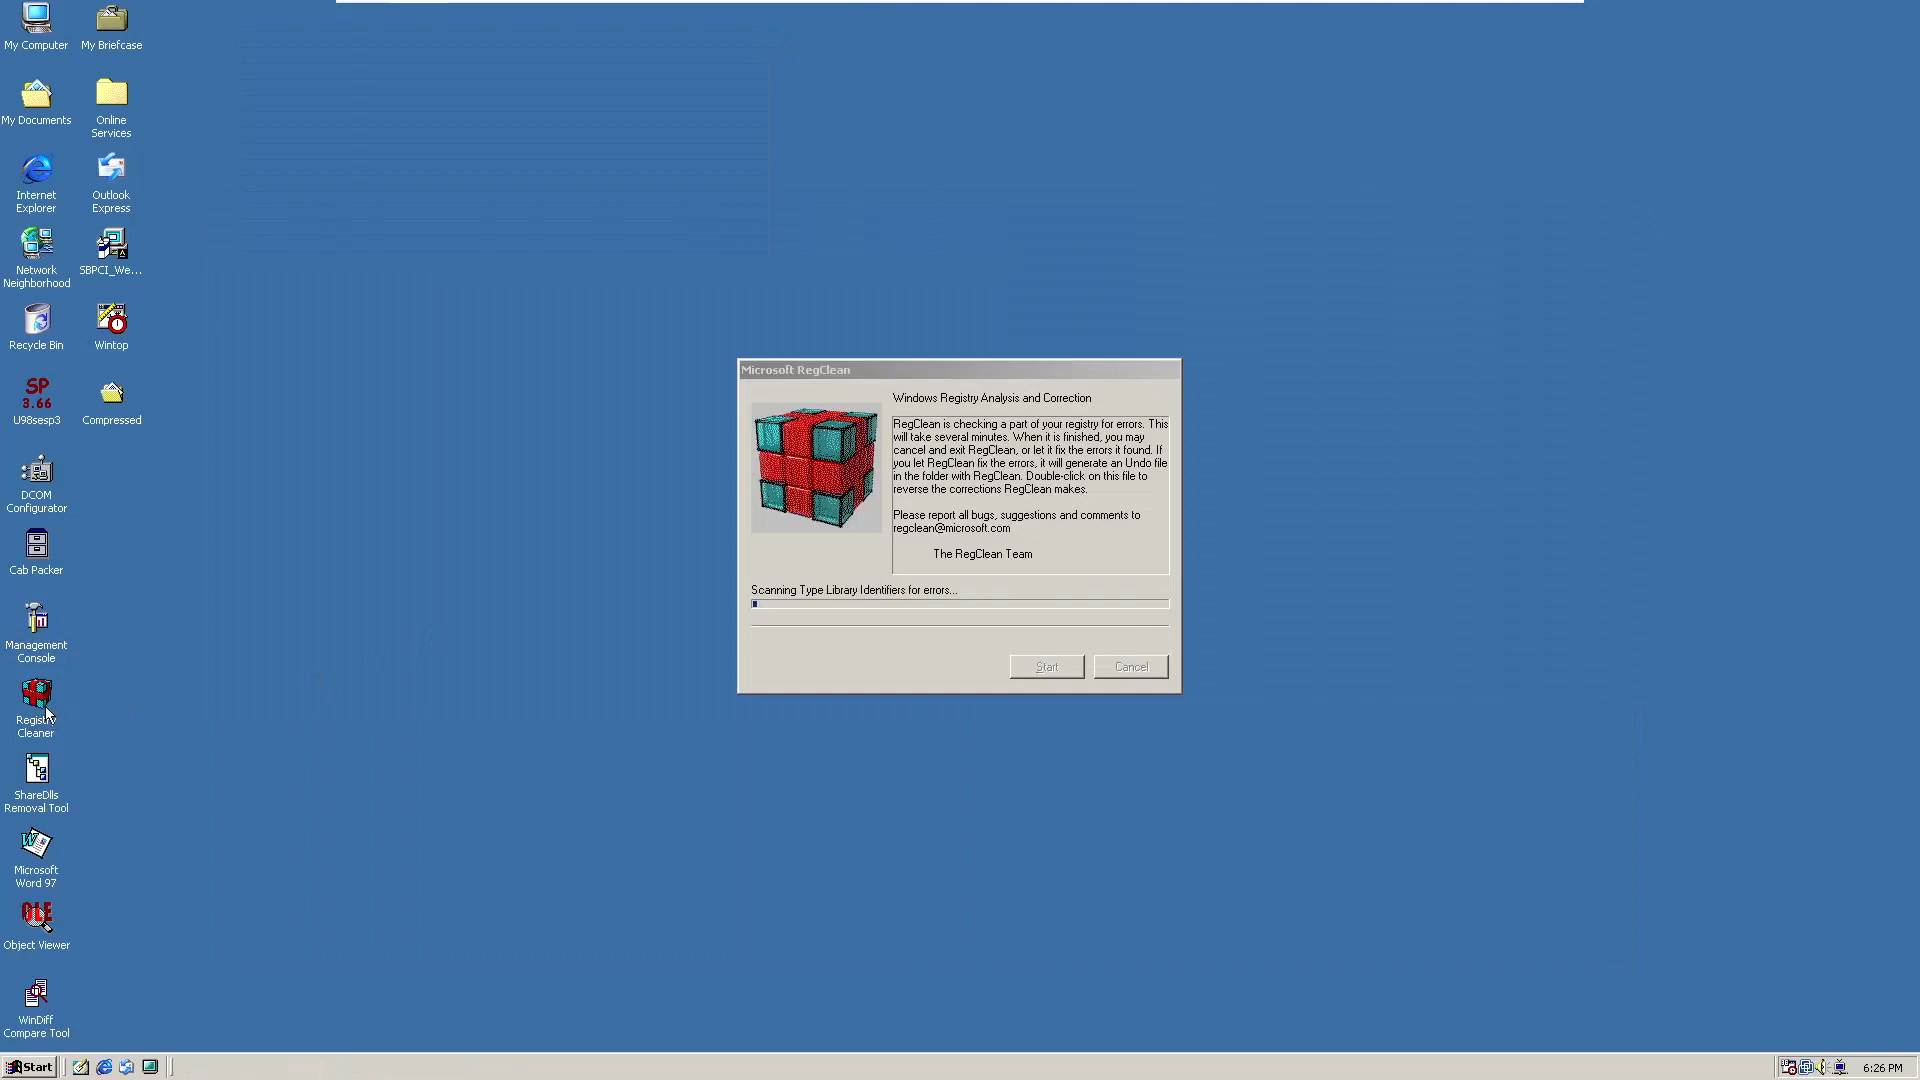 My Computer
My Briefcase
My Documents
Online
Services
Internet
Explorer
Outlook
Express
Network
Neighborhood
SBPCI_We...
Recycle Bin
Wintop
SP
3.66
U98sesp3
Compressed
DCOM
Configurator
Cab Packer
Management
Console
Registry
Cleaner
ShareDlls
Removal Tool
Microsoft
Word 97
OLE
Object Viewer
WinDiff
Compare Tool
Microsoft RegClean
Windows Registry Analysis and Correction
RegClean is checking a part of your registry for errors. This
will take several minutes. When it is finished, you may
cancel and exit RegClean, or let it fix the errors it found. If
you let RegClean fix the errors, it will generate an Undo file
in the folder with RegClean. Double-click on this file to
reverse the corrections RegClean makes.
Please report all bugs, suggestions and comments to
regclean@microsoft.com
The RegClean Team
Scanning Type Library Identifiers for errors...
Start
Cancel
Start
6:26 PM